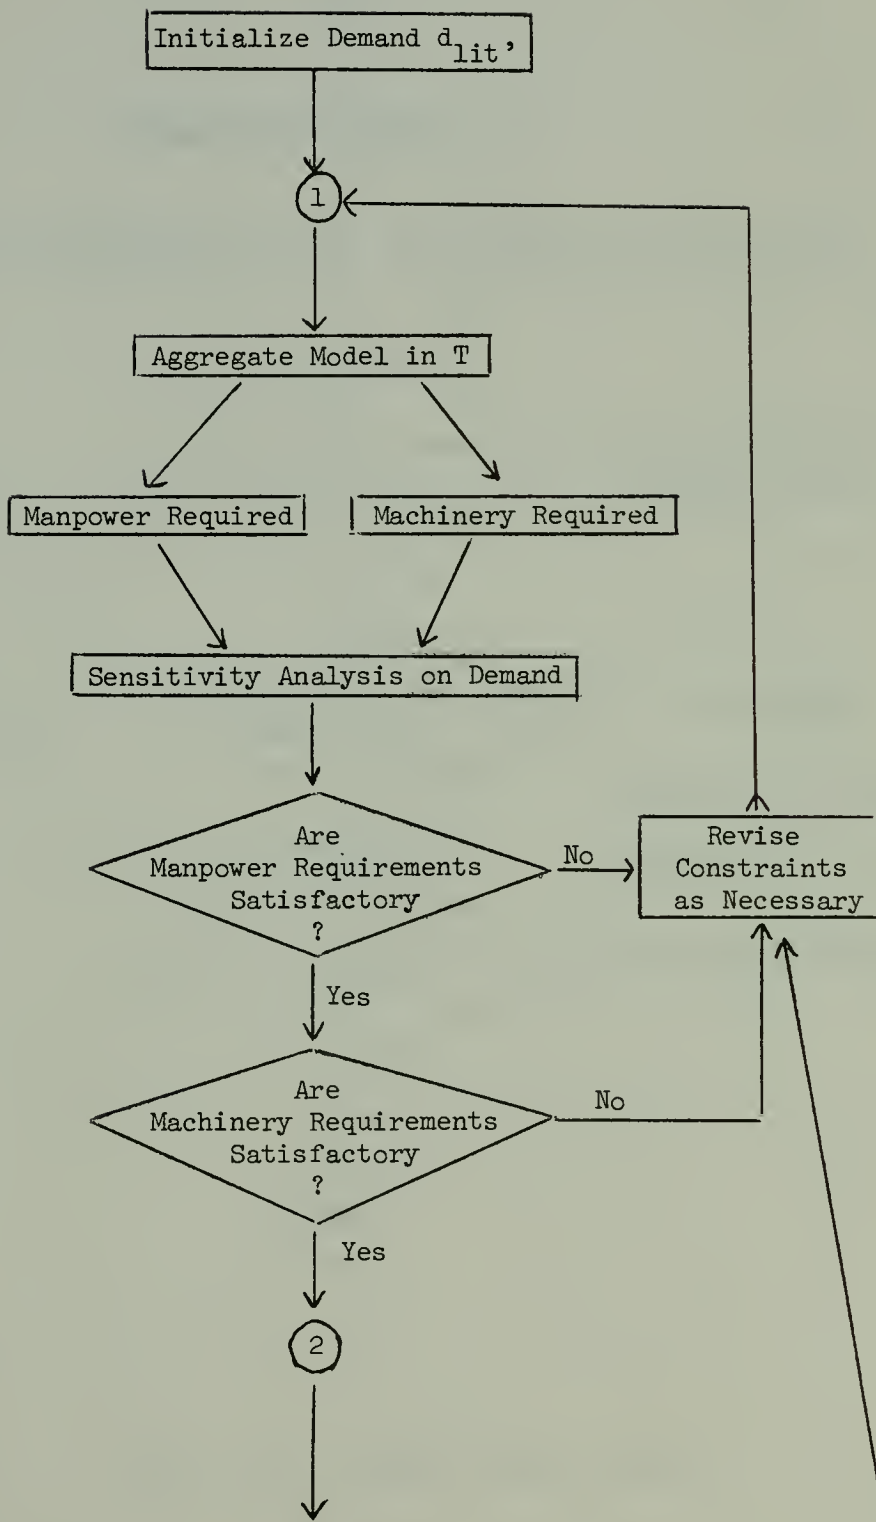 Initialize Demand d_lit,
1
Aggregate Model in T
Manpower Required
Machinery Required
Sensitivity Analysis on Demand
Are
Manpower Requirements
Satisfactory
?
No
Revise
Constraints
as Necessary
Yes
Are
Machinery Requirements
Satisfactory
?
No
Yes
2